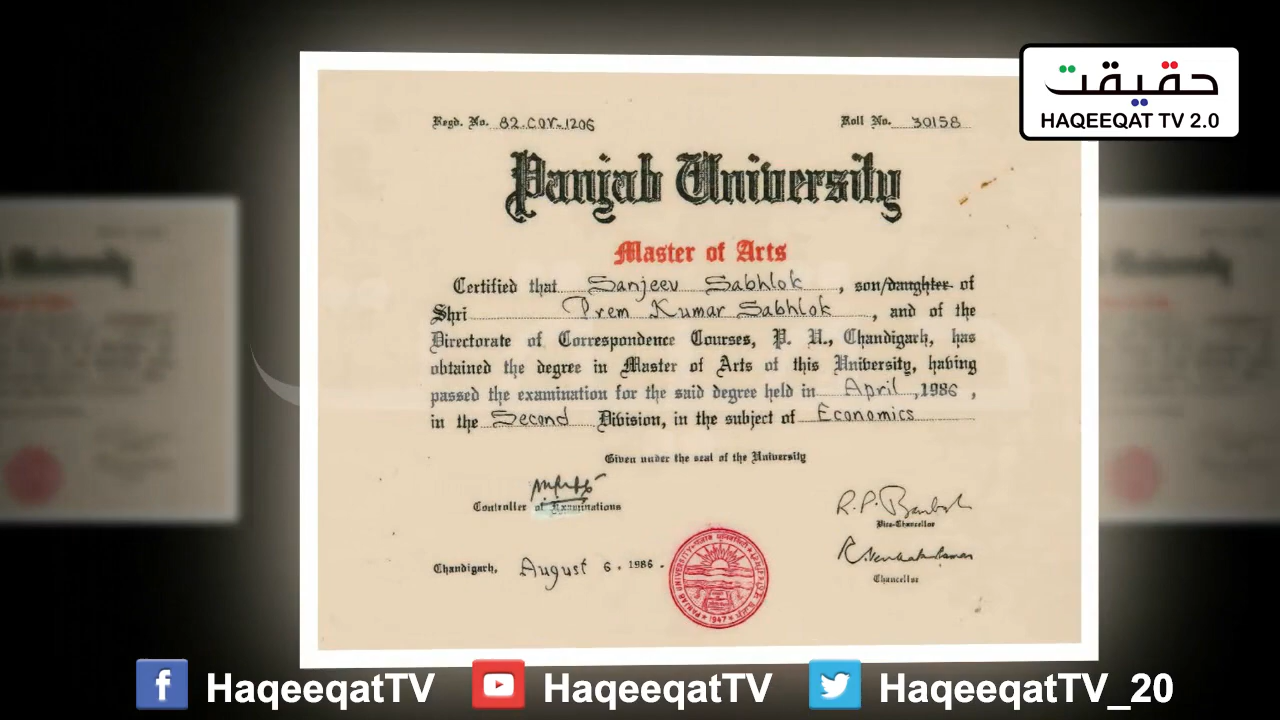 حقيقت
HAQEEQAT TV 2.0
Regd. No. 82.COV.1206 Roll No. 30158
Panjab University
Master of Arts
Certified that Sanjeev Sabhlok, son/daughter of
Shri Prem Kumar Sabhlok, and of the
Directorate of Correspondence Courses, P. U., Chandigarh, has
obtained the degree in Master of Arts of this University, having
passed the examination for the said degree held in April, 1986,
in the Second Division, in the subject of Economics
Given under the seal of the University
Controller of Examinations
Vice-Chancellor
Chandigarh, August 6. 1986.
Chancellor
PANJAB UNIVERSITY
1947
HaqeeqatTV HaqeeqatTV HaqeeqatTV_20